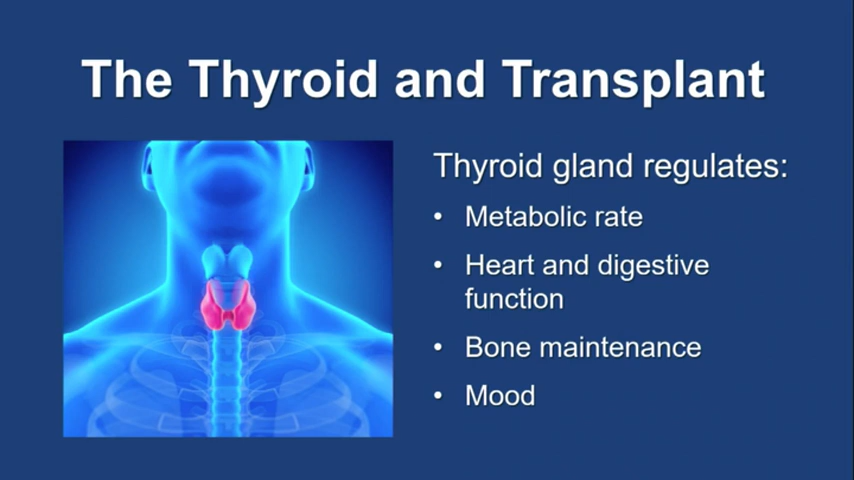 The Thyroid and Transplant
Thyroid gland regulates:
• Metabolic rate
• Heart and digestive
function
• Bone maintenance
• Mood